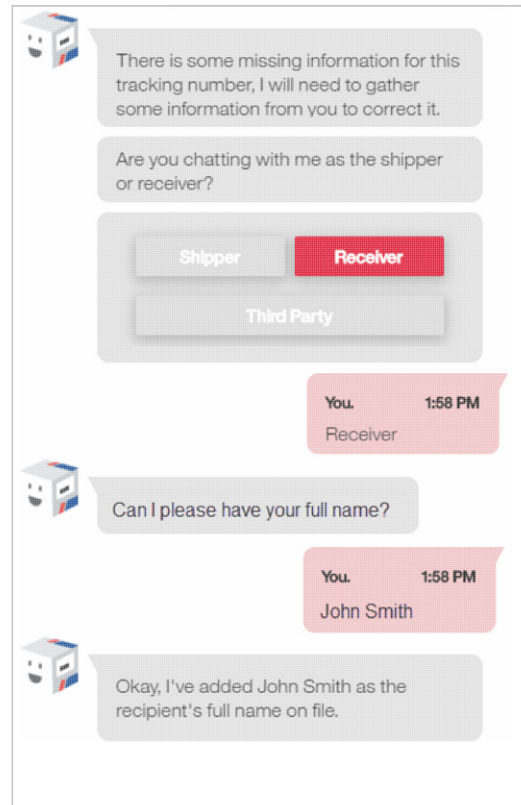 There is some missing information for this
tracking number, I will need to gather
some information from you to correct it.
Are you chatting with me as the shipper
or receiver?
Shipper
Receiver
Third Party
You. 1:58 PM
Receiver
Can I please have your full name?
You. 1:58 PM
John Smith
Okay, I've added John Smith as the
recipient's full name on file.